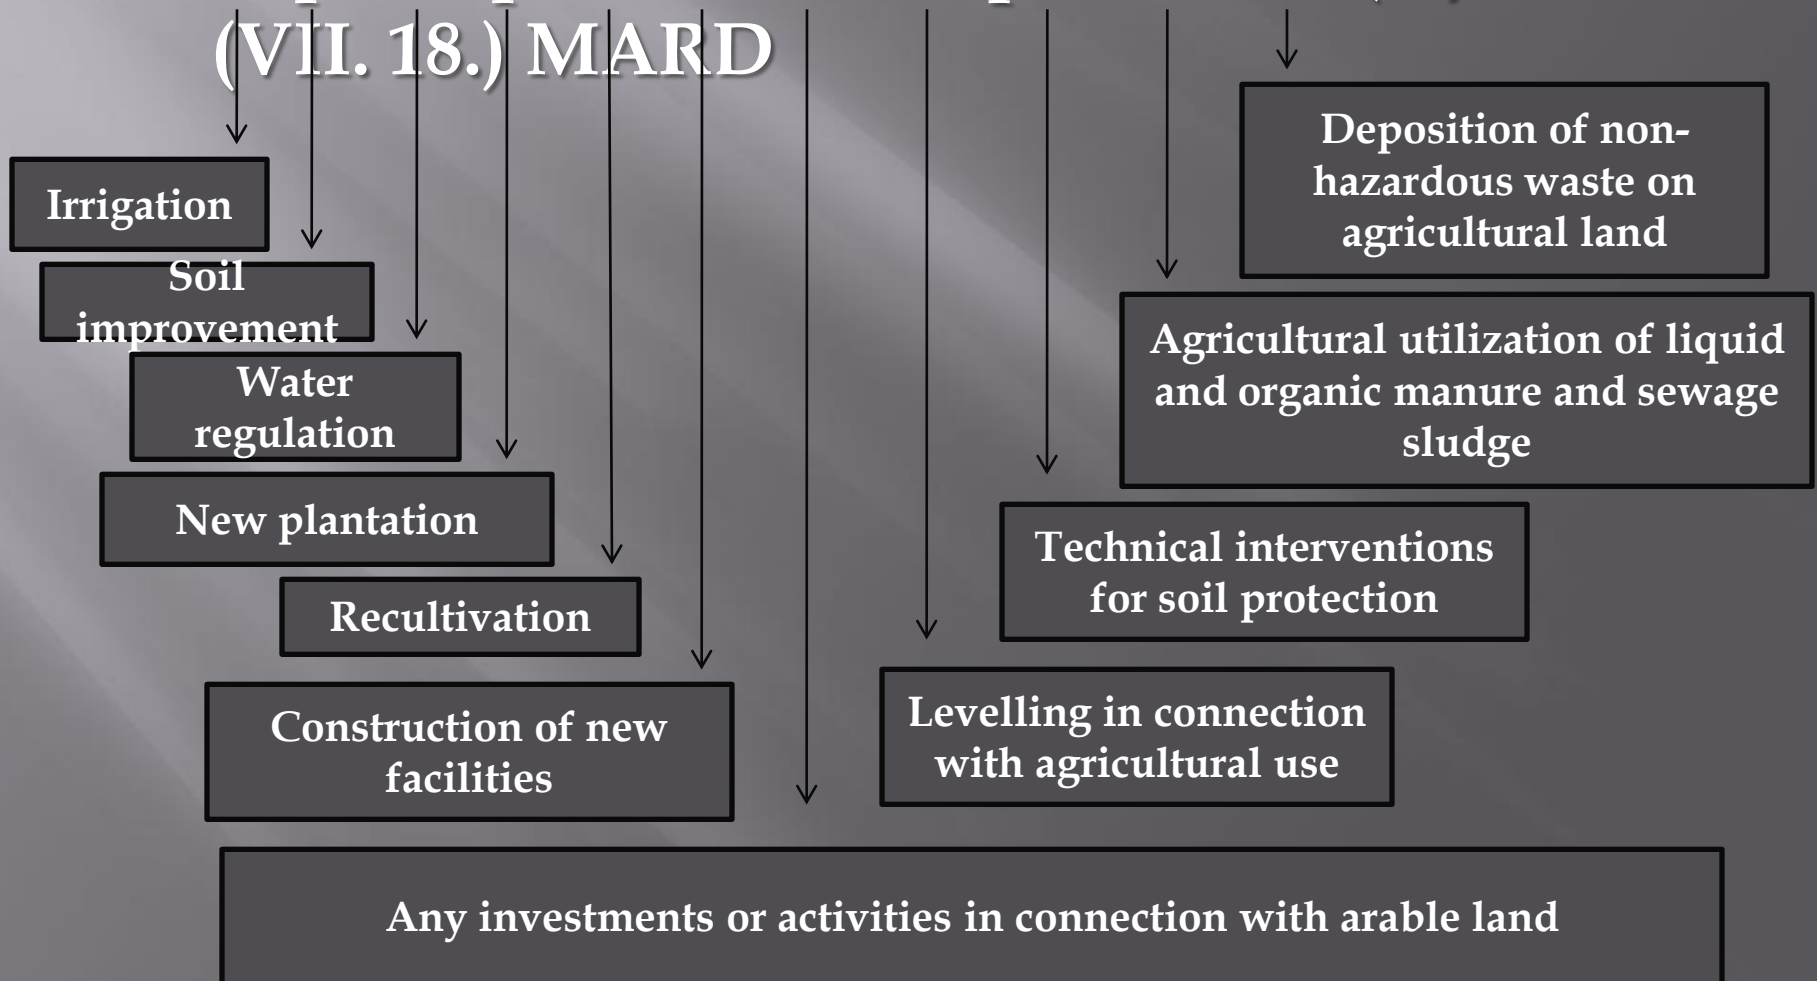 (VII. 18.) MARD
Irrigation
Soil
improvement
Water
regulation
New plantation
Recultivation
Construction of new
facilities
Any investments or activities in connection with arable land
Levelling in connection
with agricultural use
Technical interventions
for soil protection
Agricultural utilization of liquid
and organic manure and sewage
sludge
Deposition of non-
hazardous waste on
agricultural land